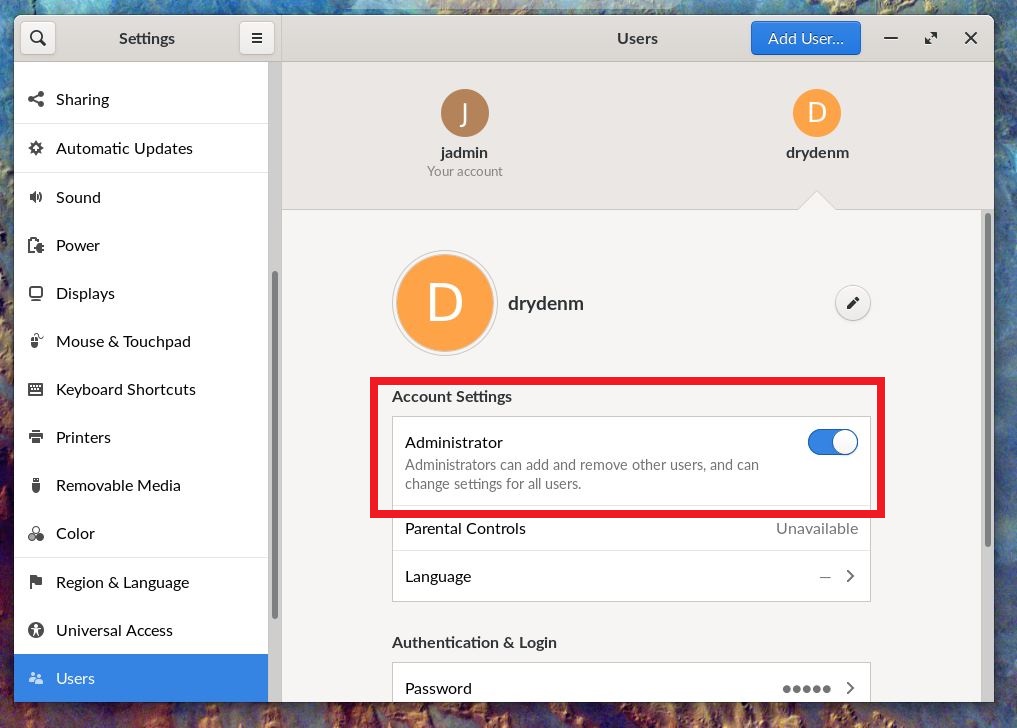 Settings
Users
Add User...
Sharing
Automatic Updates
Sound
Power
Displays
Mouse & Touchpad
Keyboard Shortcuts
Printers
Removable Media
Color
Region & Language
Universal Access
Users
J
jadmin
Your account
D
drydenm
D
drydenm
Account Settings
Administrator
Administrators can add and remove other users, and can
change settings for all users.
Parental Controls
Unavailable
Language
—
Authentication & Login
Password
●●●●●